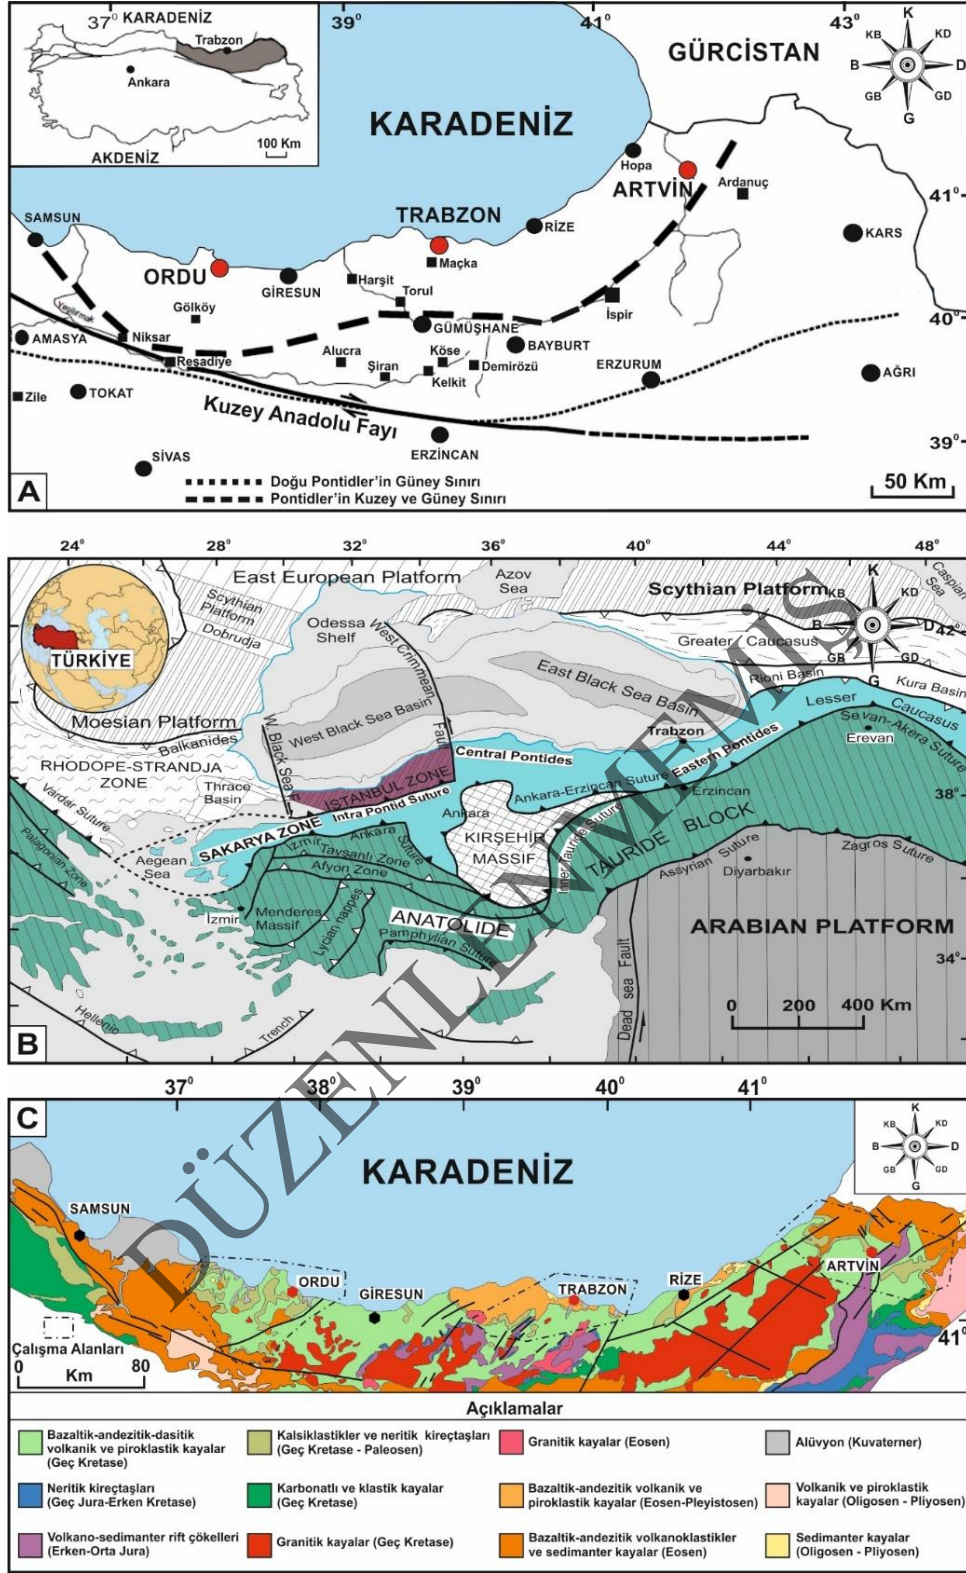 37°
39°
41°
43°
KARADENİZ
Trabzon
Ankara
AKDENİZ
100 Km
GÜRCİSTAN
K
KB
KD
B
D
GB
GD
G
KARADENİZ
Hopa
ARTVİN
Ardanuç
41°
SAMSUN
TRABZON
RİZE
KARS
ORDU
Maçka
GİRESUN
Harşit
Torul
Gölköy
İspir
40°
Yeşilırmak
GÜMÜŞHANE
AMASYA
Niksar
BAYBURT
Reşadiye
Alucra
Köse
Şiran
Demirözü
ERZURUM
Kelkit
AĞRI
TOKAT
Zile
Kuzey Anadolu Fayı
39°
SİVAS
ERZİNCAN
A
Doğu Pontidler’in Güney Sınırı
Pontidler’in Kuzey ve Güney Sınırı
50 Km
24°
28°
32°
36°
40°
44°
48°
East European Platform
Azov
Sea
Scythian Platform
Caspian
Sea
Scythian
Platform
Dobrudja
TÜRKİYE
Odessa
Shelf
West Crimmean
Fault
K
KB
KD
B
D
42°
GB
GD
G
Greater Caucasus
Rioni Basin
Kura Basin
East Black Sea Basin
West Black Sea Basin
Moesian Platform
Balkanides
W. Black Sea F.
Lesser
Caucasus
Trabzon
Sevan-Akera Suture
Erevan
Central Pontides
Eastern Pontides
RHODOPE-STRANDJA
ZONE
İSTANBUL ZONE
Thrace
Basin
Intra Pontid Suture
Ankara-Erzincan Suture
Erzincan
38°
Vardar Suture
SAKARYA ZONE
Ankara
KIRŞEHİR
MASSIF
Inner Tauride Suture
TAURIDE BLOCK
Palagonian Zone
Aegean
Sea
İzmir
Ankara
Suture
Tavşanlı Zone
Afyon Zone
Assyrian Suture
Zagros Suture
Diyarbakır
İzmir
Menderes
Massif
Lycian nappes
ANATOLIDE
Pamphylian Suture
ARABIAN PLATFORM
34°
Hellenic
Trench
Dead sea Fault
0 200 400 Km
B
DÜZENLENMEMİŞ
37°
38°
39°
40°
41°
C
KARADENİZ
K
KB
KD
B
D
GB
GD
G
SAMSUN
ORDU
GİRESUN
TRABZON
RİZE
ARTVİN
41°
Çalışma Alanları
0 80
Km
Açıklamalar
Bazaltik-andezitik-dasitik
volkanik ve piroklastik kayalar
(Geç Kretase)
Kalsiklastikler ve neritik kireçtaşları
(Geç Kretase - Paleosen)
Granitik kayalar (Eosen)
Alüvyon (Kuvaterner)
Neritik kireçtaşları
(Geç Jura-Erken Kretase)
Karbonatlı ve klastik kayalar
(Geç Kretase)
Bazaltik-andezitik volkanik ve
piroklastik kayalar (Eosen-Pleyistosen)
Volkanik ve piroklastik
kayalar (Oligosen - Pliyosen)
Volkano-sedimanter rift çökelleri
(Erken-Orta Jura)
Granitik kayalar (Geç Kretase)
Bazaltik-andezitik volkanoklastikler
ve sedimanter kayalar (Eosen)
Sedimanter kayalar
(Oligosen - Pliyosen)